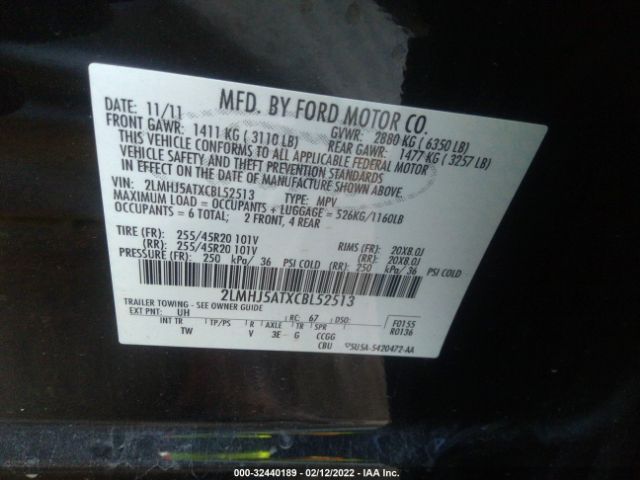 MFD. BY FORD MOTOR CO.
DATE: 11/11 GVWR: 2880 KG ( 6350 LB)
FRONT GAWR: 1411 KG ( 3110 LB) REAR GAWR: 1477 KG ( 3257 LB)
THIS VEHICLE CONFORMS TO ALL APPLICABLE FEDERAL MOTOR
VEHICLE SAFETY AND THEFT PREVENTION STANDARDS
IN EFFECT ON THE DATE OF MANUFACTURE SHOWN ABOVE.
VIN: 2LMHJ5ATXCBL52513 TYPE: MPV
MAXIMUM LOAD = OCCUPANTS + LUGGAGE = 526KG/1160LB
OCCUPANTS = 6 TOTAL; 2 FRONT, 4 REAR
TIRE (FR): 255/45R20 101V RIMS (FR): 20X8.0J
(RR): 255/45R20 101V (RR): 20X8.0J
PRESSURE (FR): 250 kPa/ 36 PSI COLD (RR): 250 kPa/ 36 PSI COLD
2LMHJ5ATXCBL52513
TRAILER TOWING - SEE OWNER GUIDE
EXT PNT: UH RC: 67 DSO: F0155
INT TR TP/PS R AXLE TR SPR R0136
TW V 3E G CCGG
CBU 5U5A-5420472-AA
000-32440189 - 02/12/2022 - IAA Inc.